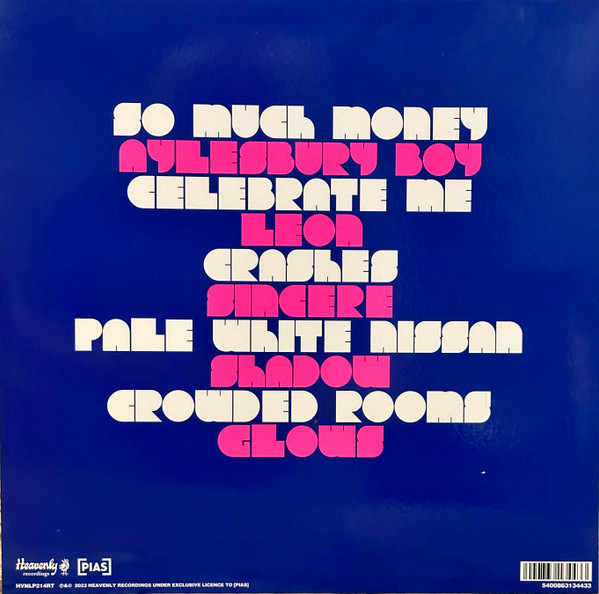 SO MUCH MONEY
AYLESBURY BOY
CELEBRATE ME
LEON
CRASHES
SINCERE
PALE WHITE NISSAN
SHADOW
CROWDED ROOMS
GLOWS
Heavenly
recordings
[PIAS]
HVNLP214RT ℗&© 2023 HEAVENLY RECORDINGS UNDER EXCLUSIVE LICENCE TO [PIAS]
5400863134433